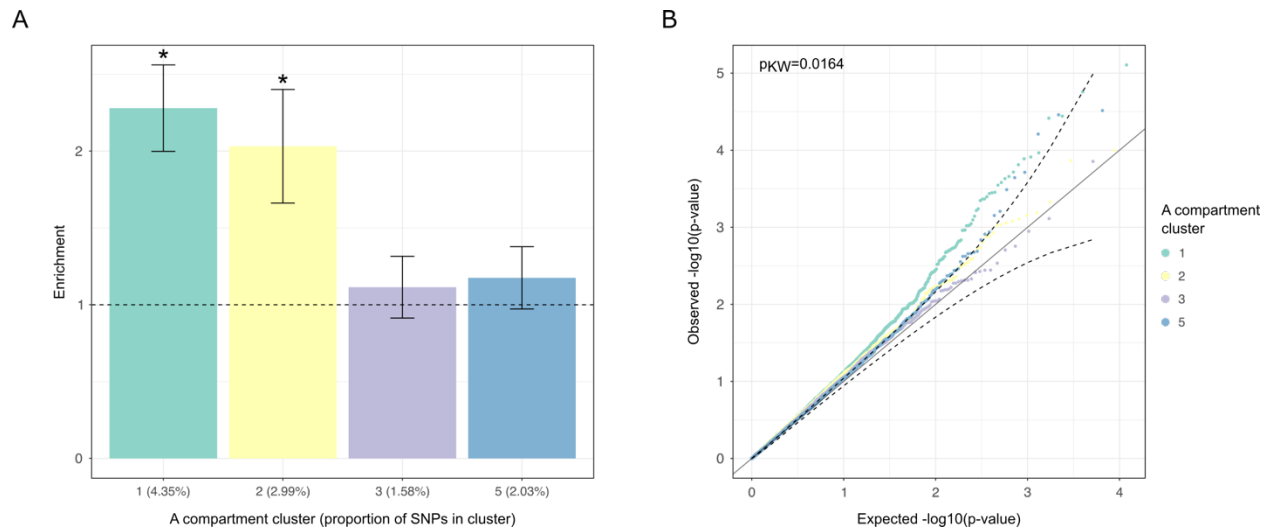 A
*
*
2
1
0
Enrichment
1 (4.35%)
2 (2.99%)
3 (1.58%)
5 (2.03%)
A compartment cluster (proportion of SNPs in cluster)
B
pKW=0.0164
5
4
3
2
1
0
Observed -log10(p-value)
0
1
2
3
4
Expected -log10(p-value)
A compartment
cluster
1
2
3
5